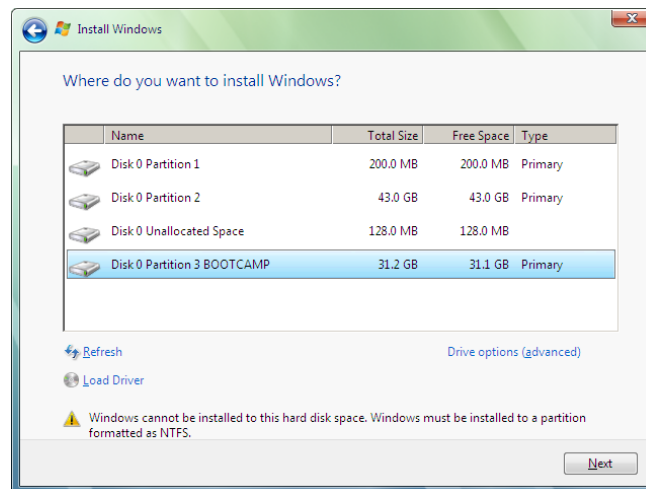 Install Windows
Where do you want to install Windows?
Name Total Size Free Space Type
Disk 0 Partition 1 200.0 MB 200.0 MB Primary
Disk 0 Partition 2 43.0 GB 43.0 GB Primary
Disk 0 Unallocated Space 128.0 MB 128.0 MB
Disk 0 Partition 3 BOOTCAMP 31.2 GB 31.1 GB Primary
Refresh Drive options (advanced)
Load Driver
Windows cannot be installed to this hard disk space. Windows must be installed to a partition
formatted as NTFS.
Next